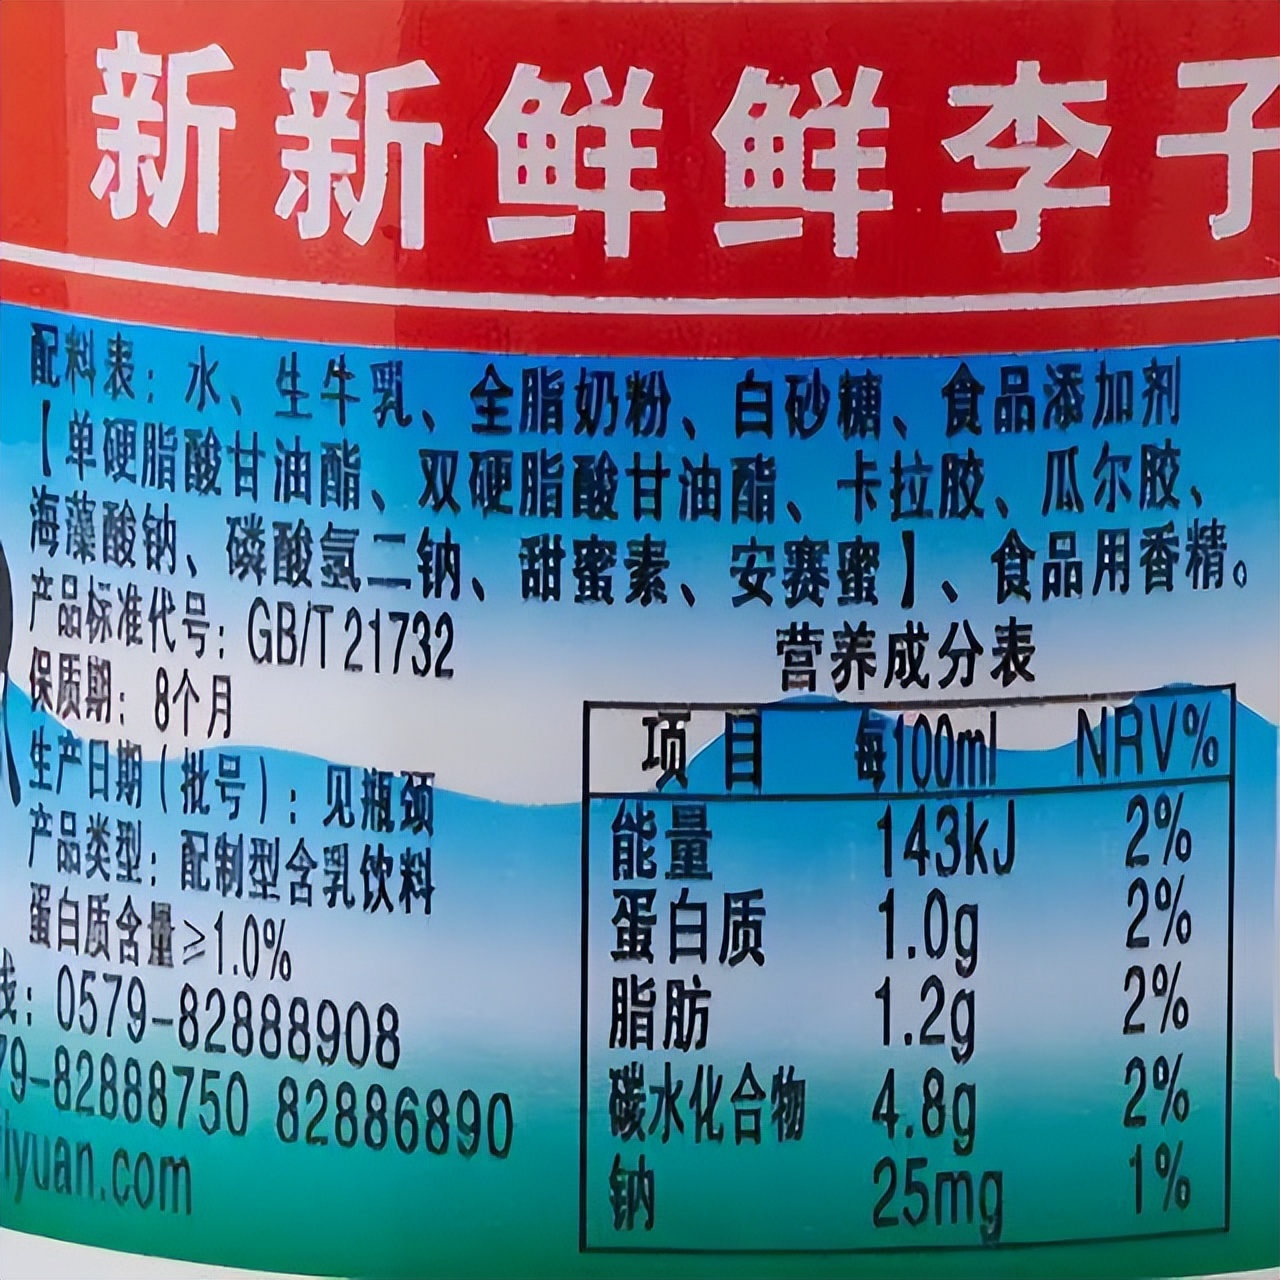 新新鲜鲜李子
配料表：水、生牛乳、全脂奶粉、白砂糖、食品添加剂
【单硬脂酸甘油酯、双硬脂酸甘油酯、卡拉胶、瓜尔胶、
海藻酸钠、磷酸氢二钠、甜蜜素、安赛蜜】、食品用香精。
产品标准代号：GB/T 21732
保质期：8个月
生产日期（批号）：见瓶颈
产品类型：配制型含乳饮料
蛋白质含量≥1.0%
线：0579-82888908
79-82888750 82886890
iyuan.com
营养成分表
项目 每100ml NRV%
能量 143kJ 2%
蛋白质 1.0g 2%
脂肪 1.2g 2%
碳水化合物 4.8g 2%
钠 25mg 1%